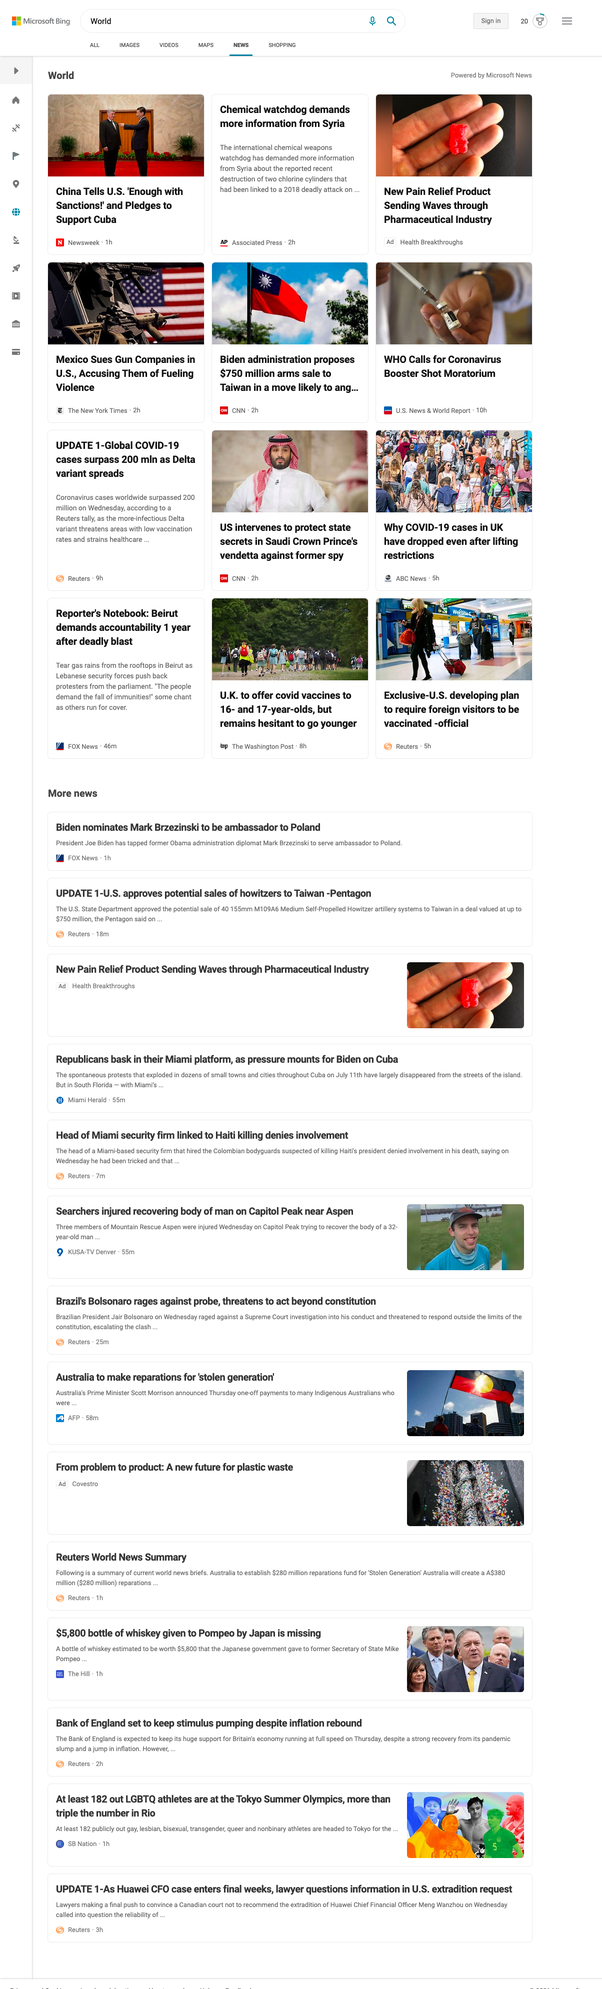 Microsoft Bing
World
Sign in
20
ALL
IMAGES
VIDEOS
MAPS
NEWS
SHOPPING
World
Powered by Microsoft News
China Tells U.S. 'Enough with
Sanctions!' and Pledges to
Support Cuba
Newsweek · 1h
Chemical watchdog demands
more information from Syria
The international chemical weapons
watchdog has demanded more information
from Syria about the reported recent
destruction of two chlorine cylinders that
had been linked to a 2018 deadly attack on ...
AP Associated Press · 2h
New Pain Relief Product
Sending Waves through
Pharmaceutical Industry
Ad Health Breakthroughs
Mexico Sues Gun Companies in
U.S., Accusing Them of Fueling
Violence
The New York Times · 2h
Biden administration proposes
$750 million arms sale to
Taiwan in a move likely to ang...
CNN · 2h
WHO Calls for Coronavirus
Booster Shot Moratorium
U.S. News & World Report · 10h
UPDATE 1-Global COVID-19
cases surpass 200 mln as Delta
variant spreads
Coronavirus cases worldwide surpassed 200
million on Wednesday, according to a
Reuters tally, as the more-infectious Delta
variant threatens areas with low vaccination
rates and strains healthcare ...
Reuters · 9h
US intervenes to protect state
secrets in Saudi Crown Prince's
vendetta against former spy
CNN · 2h
Why COVID-19 cases in UK
have dropped even after lifting
restrictions
ABC News · 5h
Reporter's Notebook: Beirut
demands accountability 1 year
after deadly blast
Tear gas rains from the rooftops in Beirut as
Lebanese security forces push back
protesters from the parliament. "The people
demand the fall of immunities!" some chant
as others run for cover.
FOX News · 46m
U.K. to offer covid vaccines to
16- and 17-year-olds, but
remains hesitant to go younger
wp The Washington Post · 8h
Exclusive-U.S. developing plan
to require foreign visitors to be
vaccinated -official
Reuters · 5h
More news
Biden nominates Mark Brzezinski to be ambassador to Poland
President Joe Biden has tapped former Obama administration diplomat Mark Brzezinski to serve ambassador to Poland.
FOX News · 1h
UPDATE 1-U.S. approves potential sales of howitzers to Taiwan -Pentagon
The U.S. State Department approved the potential sale of 40 155mm M109A6 Medium Self-Propelled Howitzer artillery systems to Taiwan in a deal valued at up to
$750 million, the Pentagon said on ...
Reuters · 18m
New Pain Relief Product Sending Waves through Pharmaceutical Industry
Ad Health Breakthroughs
Republicans bask in their Miami platform, as pressure mounts for Biden on Cuba
The spontaneous protests that exploded in dozens of small towns and cities throughout Cuba on July 11th have largely disappeared from the streets of the island.
But in South Florida — with Miami's ...
Miami Herald · 55m
Head of Miami security firm linked to Haiti killing denies involvement
The head of a Miami-based security firm that hired the Colombian bodyguards suspected of killing Haiti's president denied involvement in his death, saying on
Wednesday he had been tricked and that ...
Reuters · 7m
Searchers injured recovering body of man on Capitol Peak near Aspen
Three members of Mountain Rescue Aspen were injured Wednesday on Capitol Peak trying to recover the body of a 32-
year-old man ...
9 KUSA-TV Denver · 55m
Brazil's Bolsonaro rages against probe, threatens to act beyond constitution
Brazilian President Jair Bolsonaro on Wednesday raged against a Supreme Court investigation into his conduct and threatened to respond outside the limits of the
constitution, escalating the clash ...
Reuters · 25m
Australia to make reparations for 'stolen generation'
Australia's Prime Minister Scott Morrison announced Thursday one-off payments to many Indigenous Australians who
were ...
AFP · 58m
From problem to product: A new future for plastic waste
Ad Covestro
Reuters World News Summary
Following is a summary of current world news briefs. Australia to establish $280 million reparations fund for 'Stolen Generation' Australia will create a A$380
million ($280 million) reparations ...
Reuters · 1h
$5,800 bottle of whiskey given to Pompeo by Japan is missing
A bottle of whiskey estimated to be worth $5,800 that the Japanese government gave to former Secretary of State Mike
Pompeo ...
The Hill · 1h
Bank of England set to keep stimulus pumping despite inflation rebound
The Bank of England is expected to keep its huge support for Britain's economy running at full speed on Thursday, despite a strong recovery from its pandemic
slump and a jump in inflation. However, ...
Reuters · 2h
At least 182 out LGBTQ athletes are at the Tokyo Summer Olympics, more than
triple the number in Rio
At least 182 publicly out gay, lesbian, bisexual, transgender, queer and nonbinary athletes are headed to Tokyo for the ...
SB Nation · 1h
UPDATE 1-As Huawei CFO case enters final weeks, lawyer questions information in U.S. extradition request
Lawyers making a final push to convince a Canadian court not to recommend the extradition of Huawei Chief Financial Officer Meng Wanzhou on Wednesday
called into question the reliability of ...
Reuters · 3h